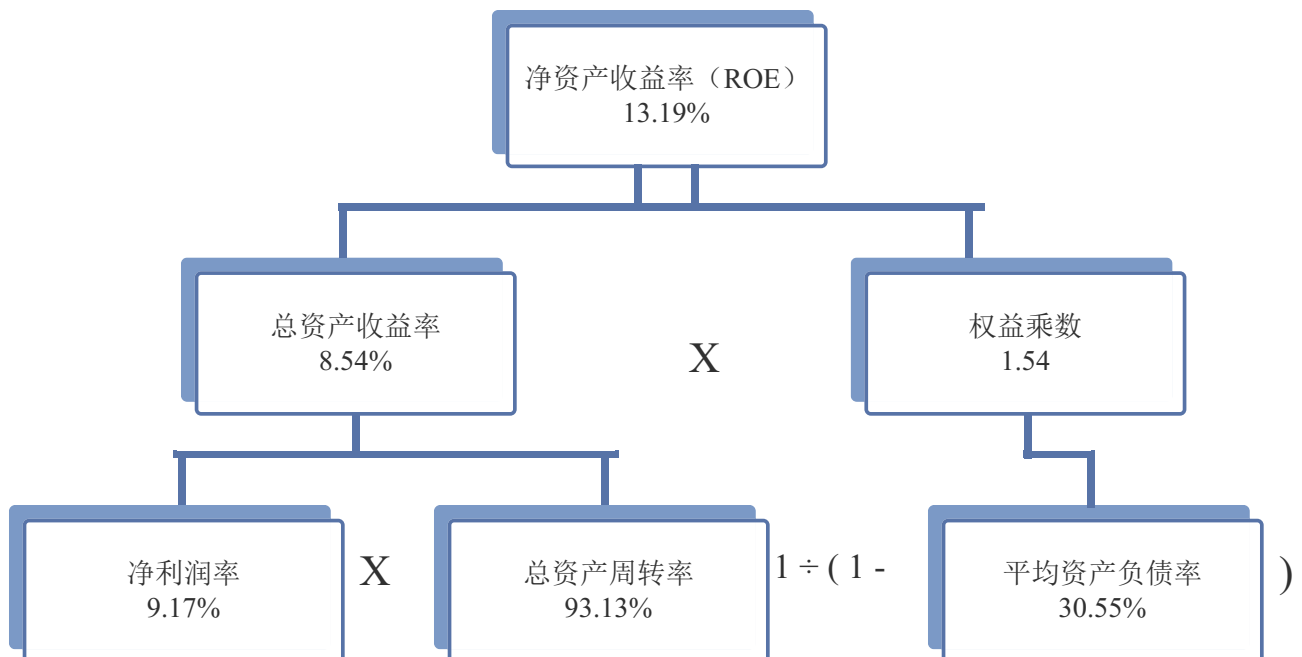 净资产收益率（ROE）
13.19%
总资产收益率
8.54%
X
权益乘数
1.54
净利润率
9.17%
X
总资产周转率
93.13%
1 ÷ ( 1 -
平均资产负债率
30.55%
)